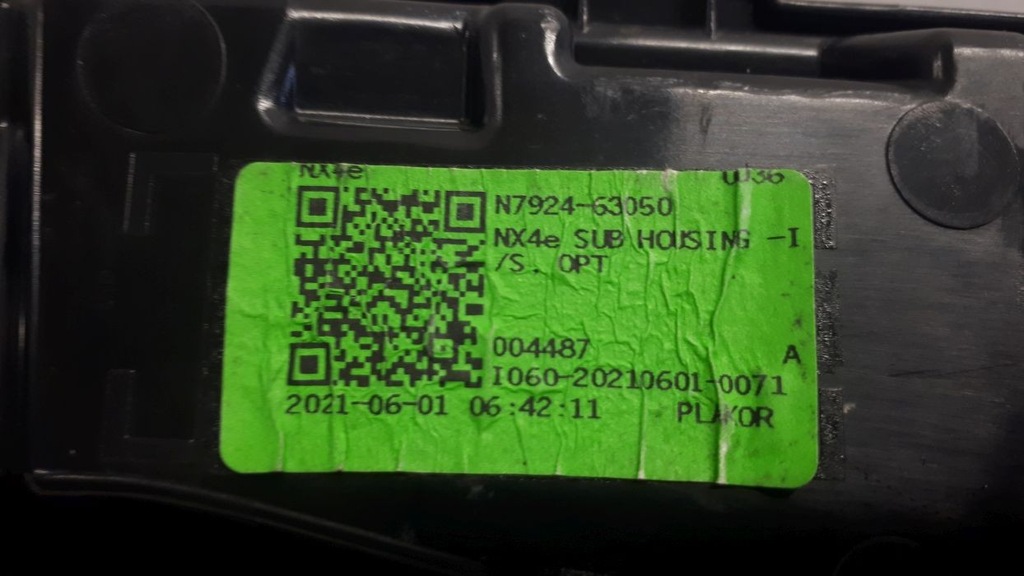 NX4e
N7924-63050
NX4e SUB HOUSING -I
/S. OPT
004487 A
I060-20210601-0071
2021-06-01 06:42:11 PLAKOR